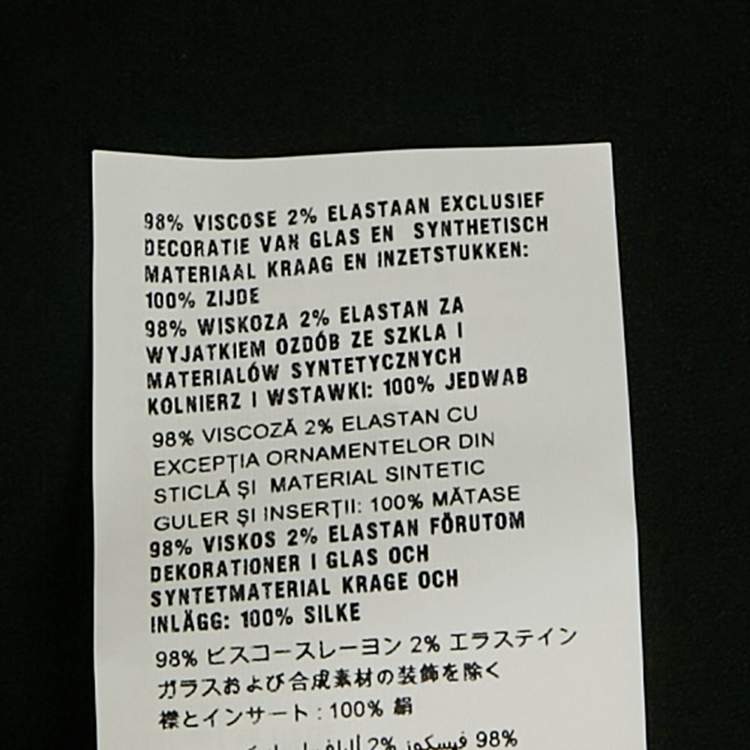 98% VISCOSE 2% ELASTAAN EXCLUSIEF
DECORATIE VAN GLAS EN SYNTHETISCH
MATERIAAL KRAAG EN INZETSTUKKEN:
100% ZIJDE
98% WISKOZA 2% ELASTAN ZA
WYJATKIEM OZDÓB ZE SZKLA I
MATERIALÓW SYNTETYCZNYCH
KOLNIERZ I WSTAWKI: 100% JEDWAB
98% VISCOZĂ 2% ELASTAN CU
EXCEPȚIA ORNAMENTELOR DIN
STICLĂ ȘI MATERIAL SINTETIC
GULER ȘI INSERȚII: 100% MĂTASE
98% VISKOS 2% ELASTAN FÖRUTOM
DEKORATIONER I GLAS OCH
SYNTETMATERIAL KRAGE OCH
INLÄGG: 100% SILKE
98% ビスコースレーヨン 2% エラステイン
ガラスおよび合成素材の装飾を除く
襟とインサート : 100% 絹
98% فيسكوز 2%